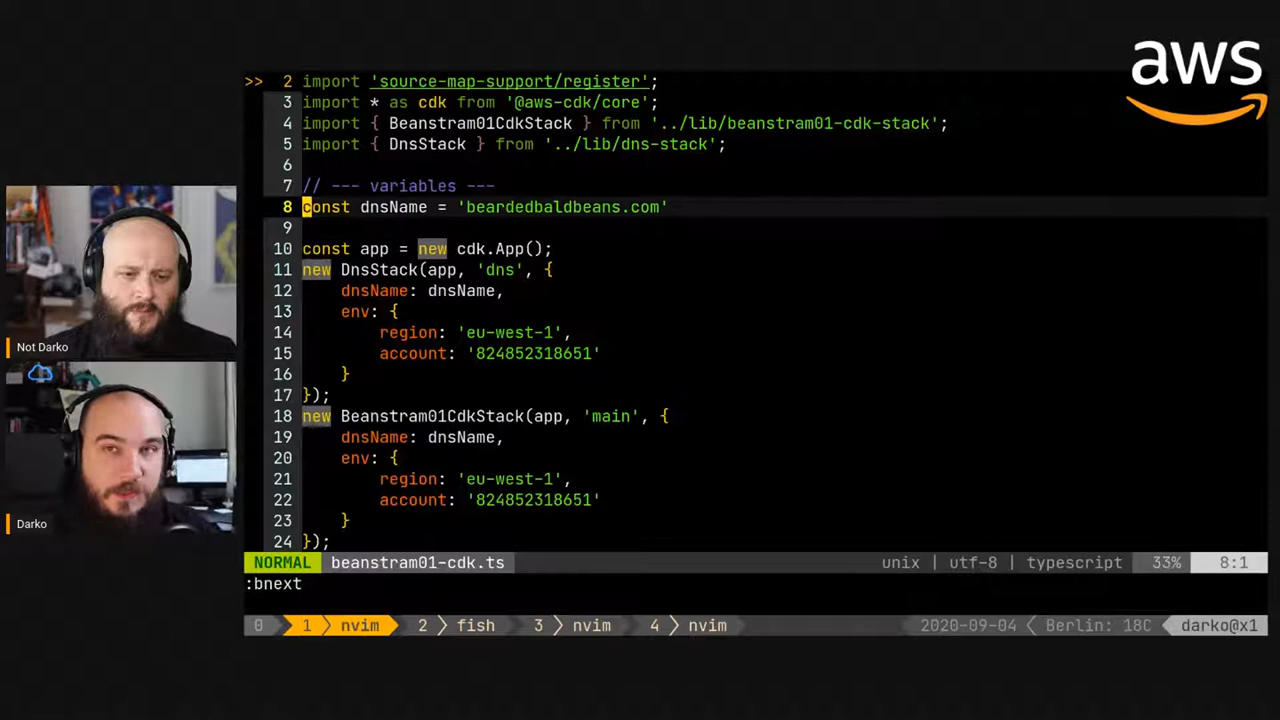 aws
>> 2 import 'source-map-support/register';
3 import * as cdk from '@aws-cdk/core';
4 import { Beanstram01CdkStack } from '../lib/beanstram01-cdk-stack';
5 import { DnsStack } from '../lib/dns-stack';
6
7 // --- variables ---
8 const dnsName = 'beardedbaldbeans.com'
9
10 const app = new cdk.App();
11 new DnsStack(app, 'dns', {
12 dnsName: dnsName,
13 env: {
14 region: 'eu-west-1',
15 account: '824852318651'
16 }
17 });
18 new Beanstram01CdkStack(app, 'main', {
19 dnsName: dnsName,
20 env: {
21 region: 'eu-west-1',
22 account: '824852318651'
23 }
24 });
Not Darko
Darko
NORMAL beanstram01-cdk.ts unix | utf-8 | typescript 33% 8:1
:bnext
0 1 nvim 2 fish 3 nvim 4 nvim 2020-09-04 Berlin: 18C darko@x1